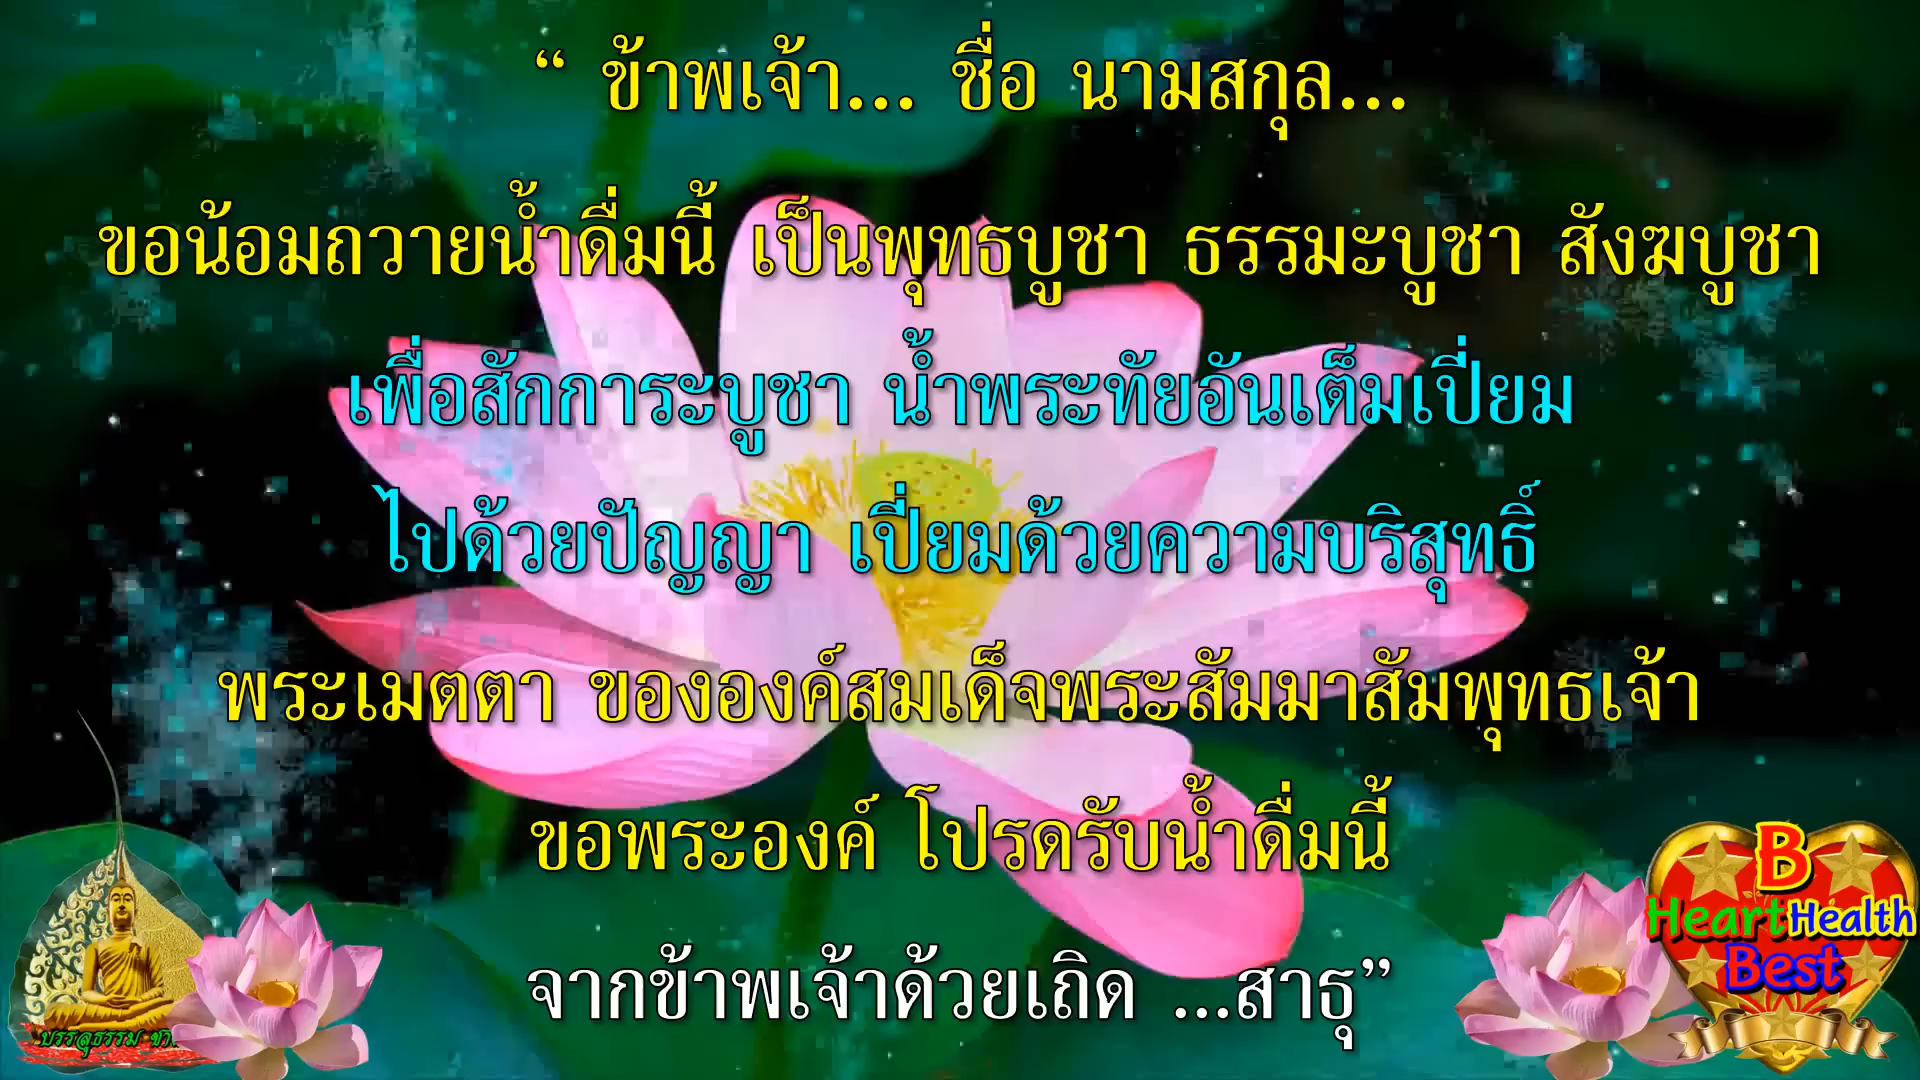 “ ข้าพเจ้า... ชื่อ นามสกุล...
ขอน้อมถวายน้ำดื่มนี้ เป็นพุทธบูชา ธรรมะบูชา สังฆบูชา
เพื่อสักการะบูชา น้ำพระทัยอันเต็มเปี่ยม
ไปด้วยปัญญา เปี่ยมด้วยความบริสุทธิ์
พระเมตตา ขององค์สมเด็จพระสัมมาสัมพุทธเจ้า
ขอพระองค์ โปรดรับน้ำดื่มนี้
จากข้าพเจ้าด้วยเถิด ...สาธุ”
บรรลุธรรม
B
Heart Health
Best